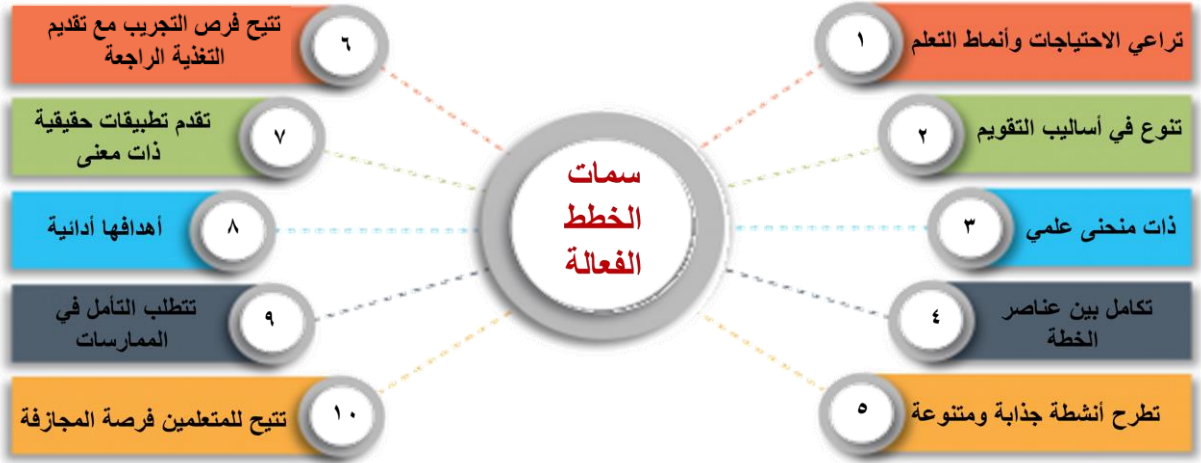 سمات
الخطط
الفعالة
١
تراعي الاحتياجات وأنماط التعلم
٢
تنوع في أساليب التقويم
٣
ذات منحنى علمي
٤
تكامل بين عناصر
الخطة
٥
تطرح أنشطة جذابة ومتنوعة
٦
تتيح فرص التجريب مع تقديم
التغذية الراجعة
٧
تقدم تطبيقات حقيقية
ذات معنى
٨
أهدافها أدائية
٩
تتطلب التأمل في
الممارسات
١٠
تتيح للمتعلمين فرصة المجازفة